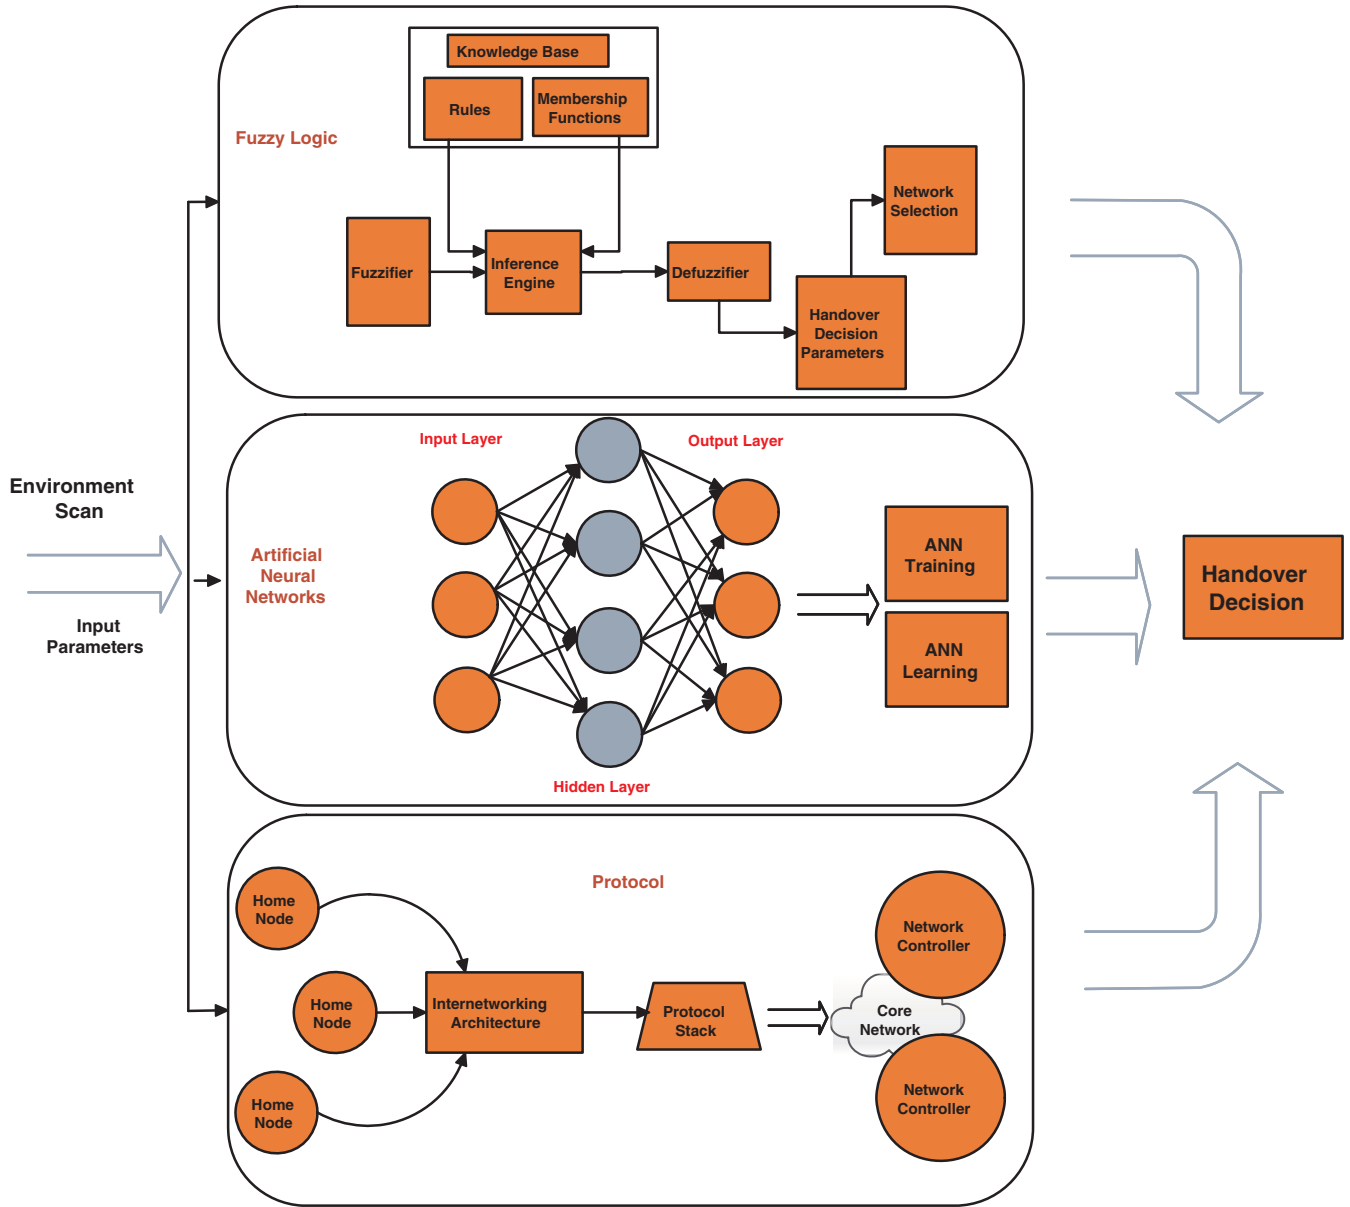 Environment
Scan
Input
Parameters
Fuzzy Logic
Knowledge Base
Rules
Membership
Functions
Fuzzifier
Inference
Engine
Defuzzifier
Handover
Decision
Parameters
Network
Selection
Artificial
Neural
Networks
Input Layer
Output Layer
Hidden Layer
ANN
Training
ANN
Learning
Handover
Decision
Protocol
Home
Node
Home
Node
Home
Node
Internetworking
Architecture
Protocol
Stack
Core
Network
Network
Controller
Network
Controller